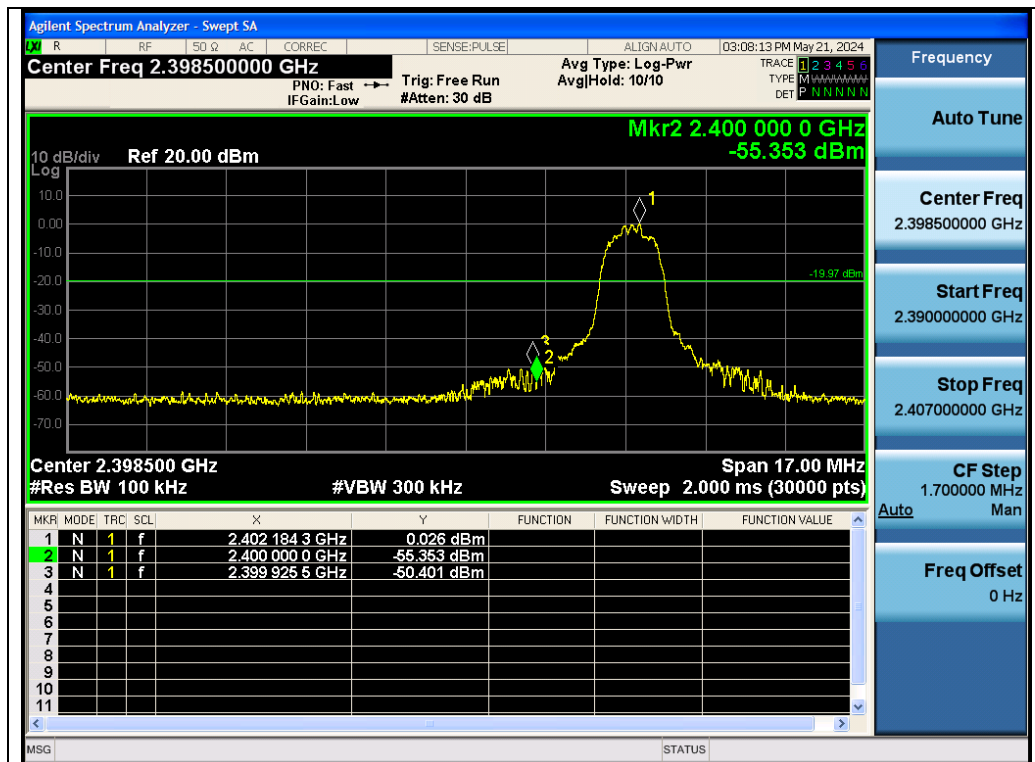 Agilent Spectrum Analyzer - Swept SA
LXI R RF 50 Ω AC CORREC SENSE:PULSE ALIGN AUTO 03:08:13 PM May 21, 2024
Center Freq 2.398500000 GHz
PNO: Fast
IFGain:Low
Trig: Free Run
#Atten: 30 dB
Avg Type: Log-Pwr
Avg|Hold: 10/10
TRACE 1 2 3 4 5 6
TYPE M
DET P N N N N N
Mkr2 2.400 000 0 GHz
-55.353 dBm
10 dB/div Ref 20.00 dBm
Log
10.0
0.00
-10.0
-20.0
-30.0
-40.0
-50.0
-60.0
-70.0
1
-19.97 dBm
3
2
Center 2.398500 GHz Span 17.00 MHz
#Res BW 100 kHz #VBW 300 kHz Sweep 2.000 ms (30000 pts)
MKR MODE TRC SCL X Y FUNCTION FUNCTION WIDTH FUNCTION VALUE
1 N 1 f 2.402 184 3 GHz 0.026 dBm
2 N 1 f 2.400 000 0 GHz -55.353 dBm
3 N 1 f 2.399 925 5 GHz -50.401 dBm
4
5
6
7
8
9
10
11
MSG STATUS
Frequency
Auto Tune
Center Freq
2.398500000 GHz
Start Freq
2.390000000 GHz
Stop Freq
2.407000000 GHz
CF Step
1.700000 MHz
Auto Man
Freq Offset
0 Hz